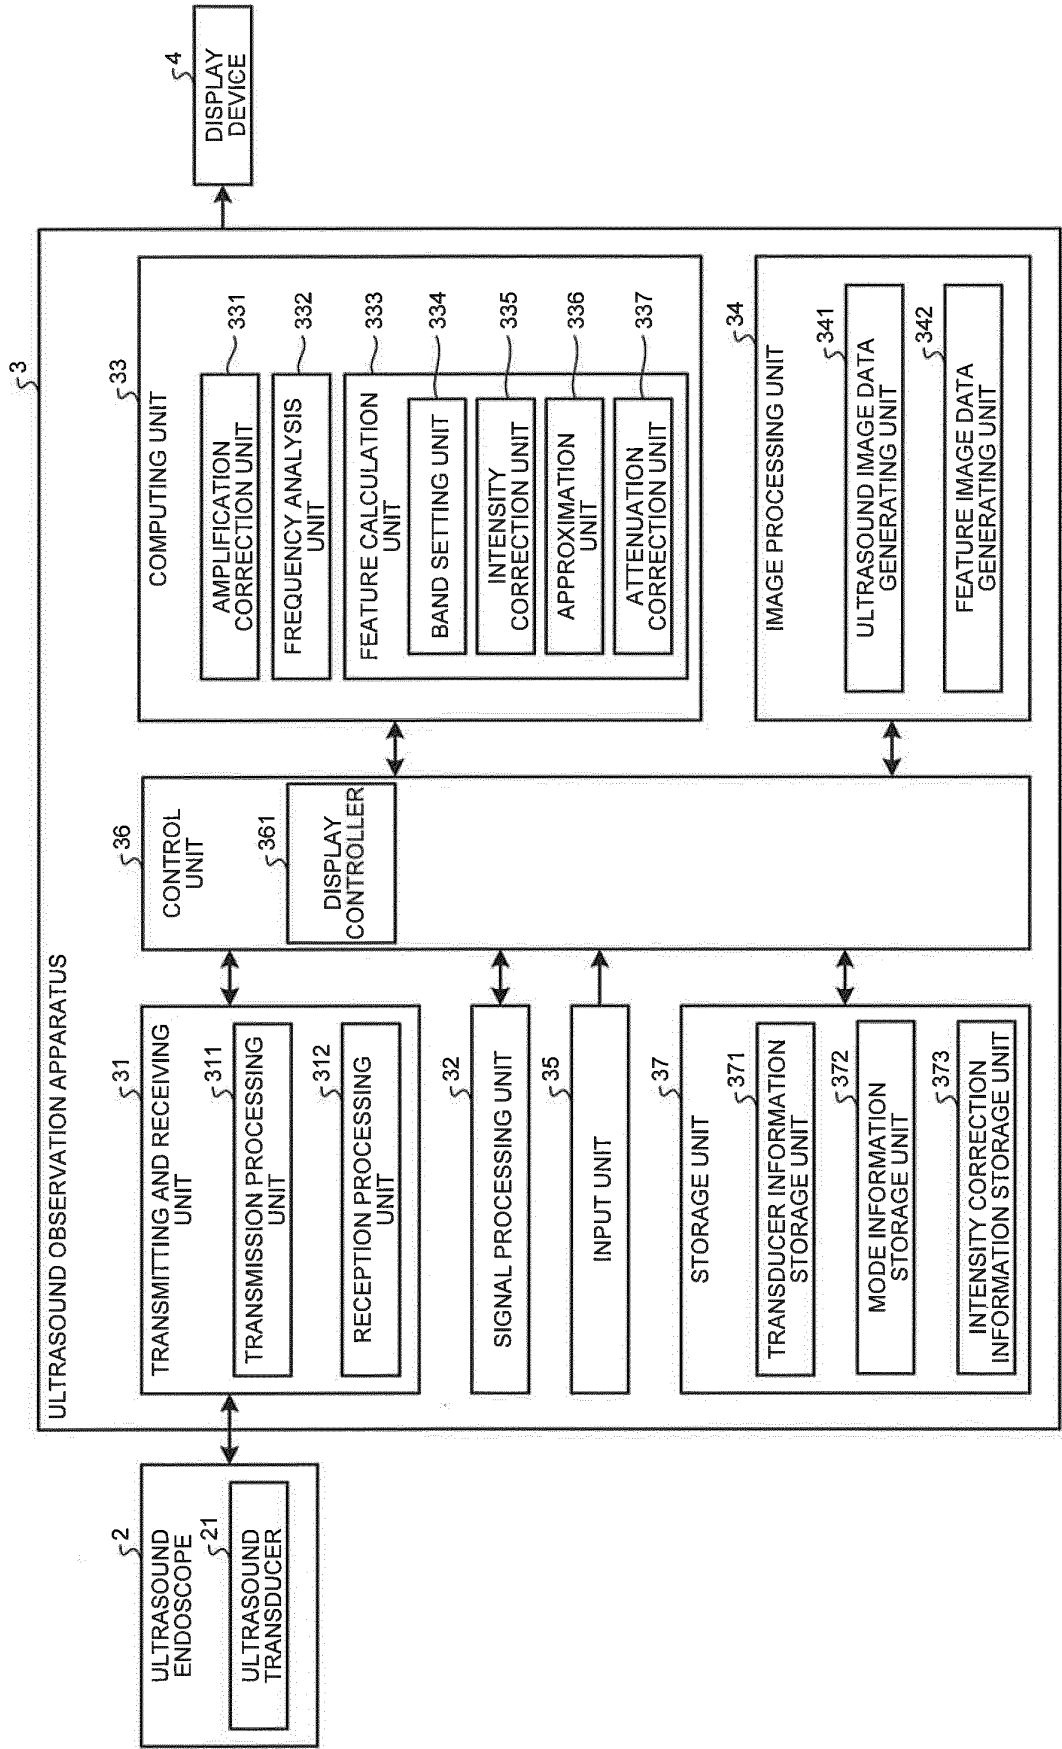 2
ULTRASOUND
ENDOSCOPE
21
ULTRASOUND
TRANSDUCER
3
ULTRASOUND OBSERVATION APPARATUS
31
TRANSMITTING AND RECEIVING
UNIT
311
TRANSMISSION PROCESSING
UNIT
312
RECEPTION PROCESSING
UNIT
32
SIGNAL PROCESSING UNIT
35
INPUT UNIT
37
STORAGE UNIT
371
TRANSDUCER INFORMATION
STORAGE UNIT
372
MODE INFORMATION
STORAGE UNIT
373
INTENSITY CORRECTION
INFORMATION STORAGE UNIT
36
CONTROL
UNIT
361
DISPLAY
CONTROLLER
33
COMPUTING UNIT
AMPLIFICATION
CORRECTION UNIT
331
FREQUENCY ANALYSIS
UNIT
332
FEATURE CALCULATION
UNIT
333
BAND SETTING UNIT
334
INTENSITY
CORRECTION UNIT
335
APPROXIMATION
UNIT
336
ATTENUATION
CORRECTION UNIT
337
34
IMAGE PROCESSING UNIT
341
ULTRASOUND IMAGE DATA
GENERATING UNIT
342
FEATURE IMAGE DATA
GENERATING UNIT
4
DISPLAY
DEVICE